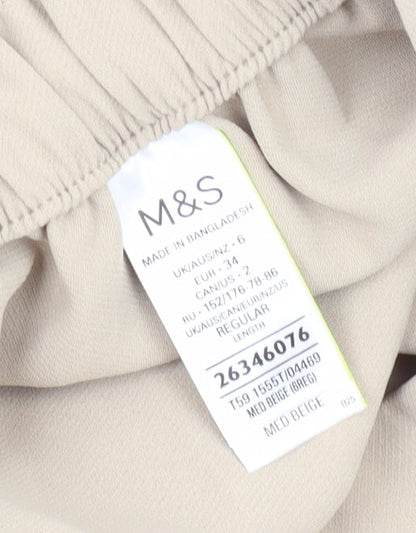 M&S
MADE IN BANGLADESH
UK/AUS/NZ - 6
EUR - 34
CAN/US - 2
RU - 152/176-78-86
UK/AUS/CAN/EUR/NZ/US
REGULAR
LENGTH
26346076
T59 1555T/04469
MED BEIGE (BREG)
MED BEIGE